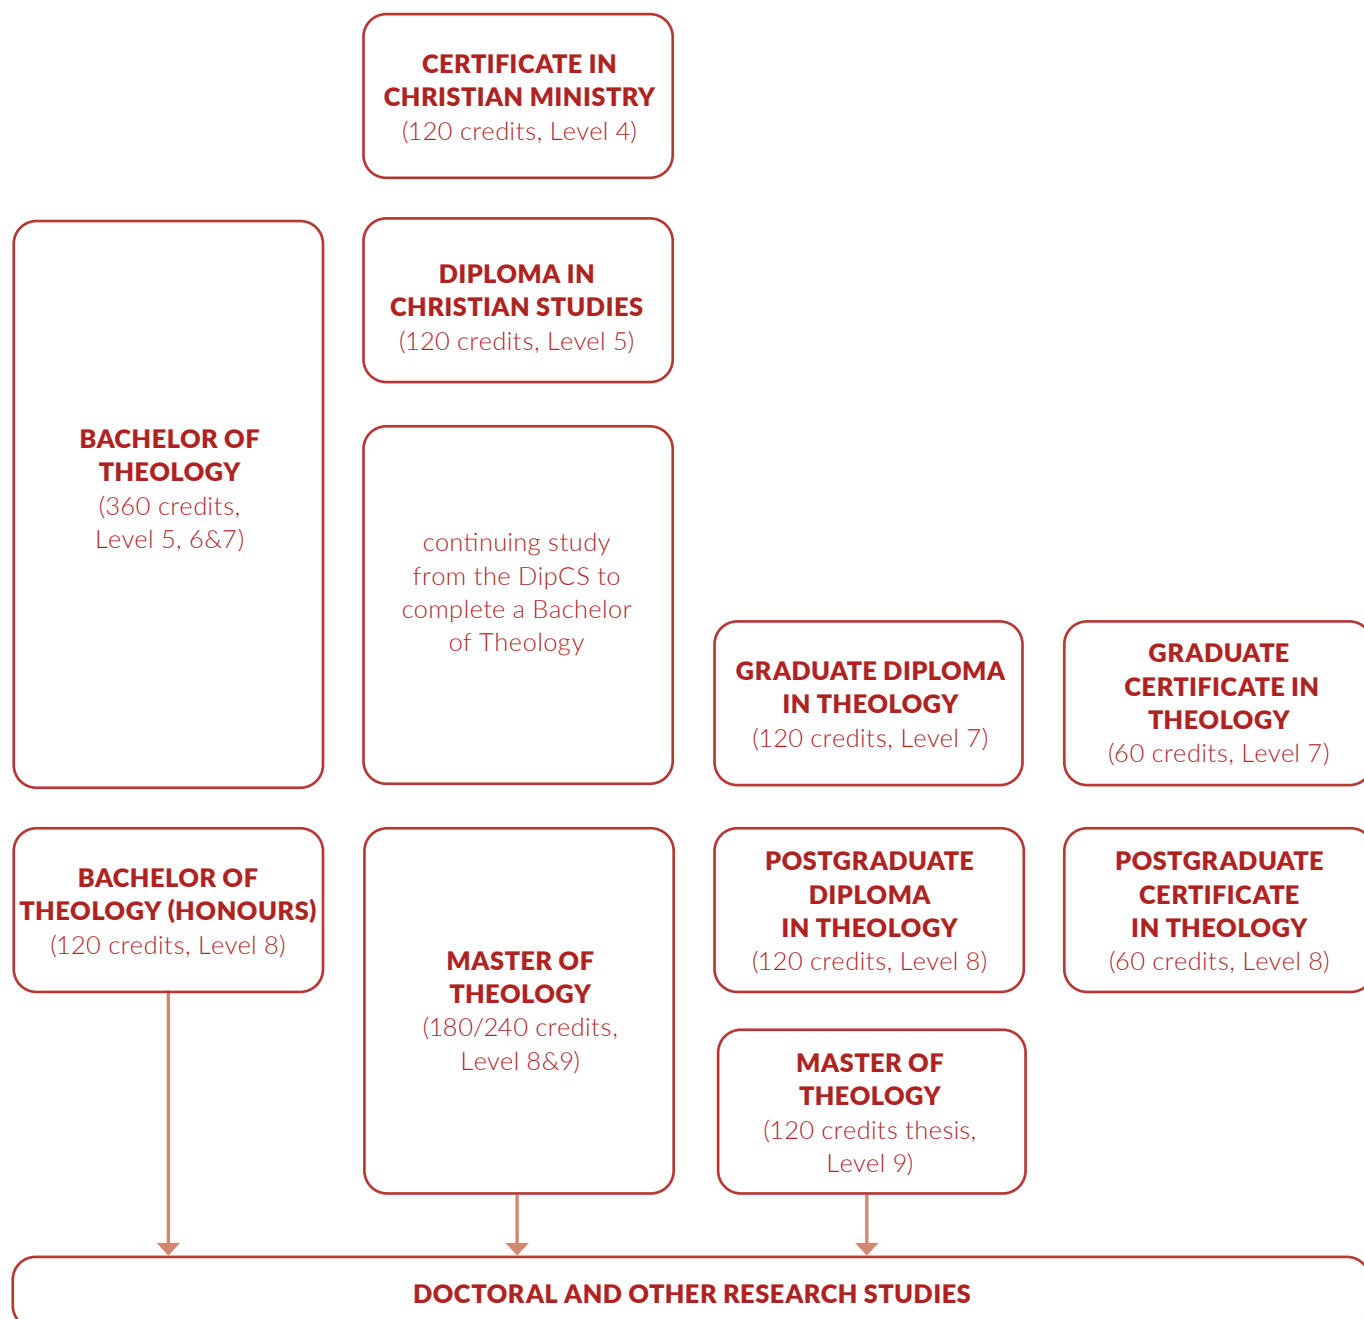 CERTIFICATE IN
CHRISTIAN MINISTRY
(120 credits, Level 4)
DIPLOMA IN
CHRISTIAN STUDIES
(120 credits, Level 5)
BACHELOR OF
THEOLOGY
(360 credits,
Level 5, 6&7)
continuing study
from the DipCS to
complete a Bachelor
of Theology
GRADUATE DIPLOMA
IN THEOLOGY
(120 credits, Level 7)
GRADUATE
CERTIFICATE IN
THEOLOGY
(60 credits, Level 7)
BACHELOR OF
THEOLOGY (HONOURS)
(120 credits, Level 8)
MASTER OF
THEOLOGY
(180/240 credits,
Level 8&9)
POSTGRADUATE
DIPLOMA
IN THEOLOGY
(120 credits, Level 8)
POSTGRADUATE
CERTIFICATE
IN THEOLOGY
(60 credits, Level 8)
MASTER OF
THEOLOGY
(120 credits thesis,
Level 9)
DOCTORAL AND OTHER RESEARCH STUDIES